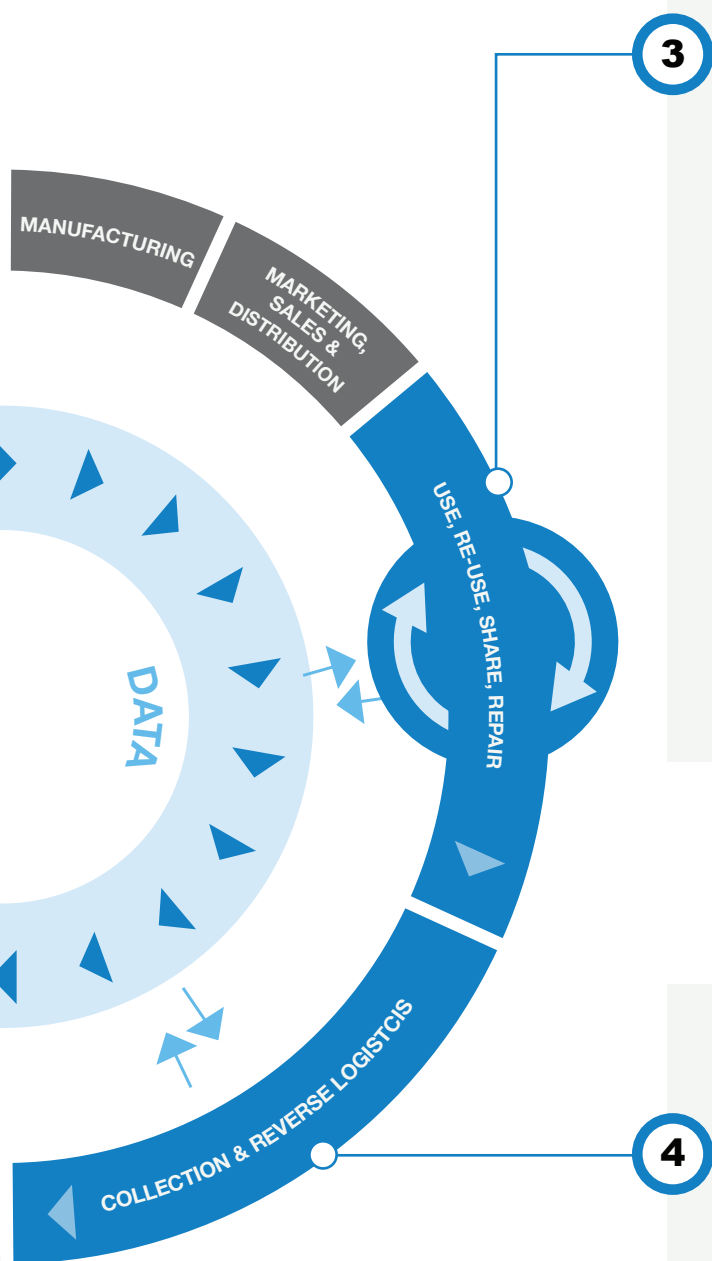 3
MANUFACTURING
MARKETING,
SALES &
DISTRIBUTION
USE, RE-USE, SHARE, REPAIR
DATA
COLLECTION & REVERSE LOGISTCIS
4